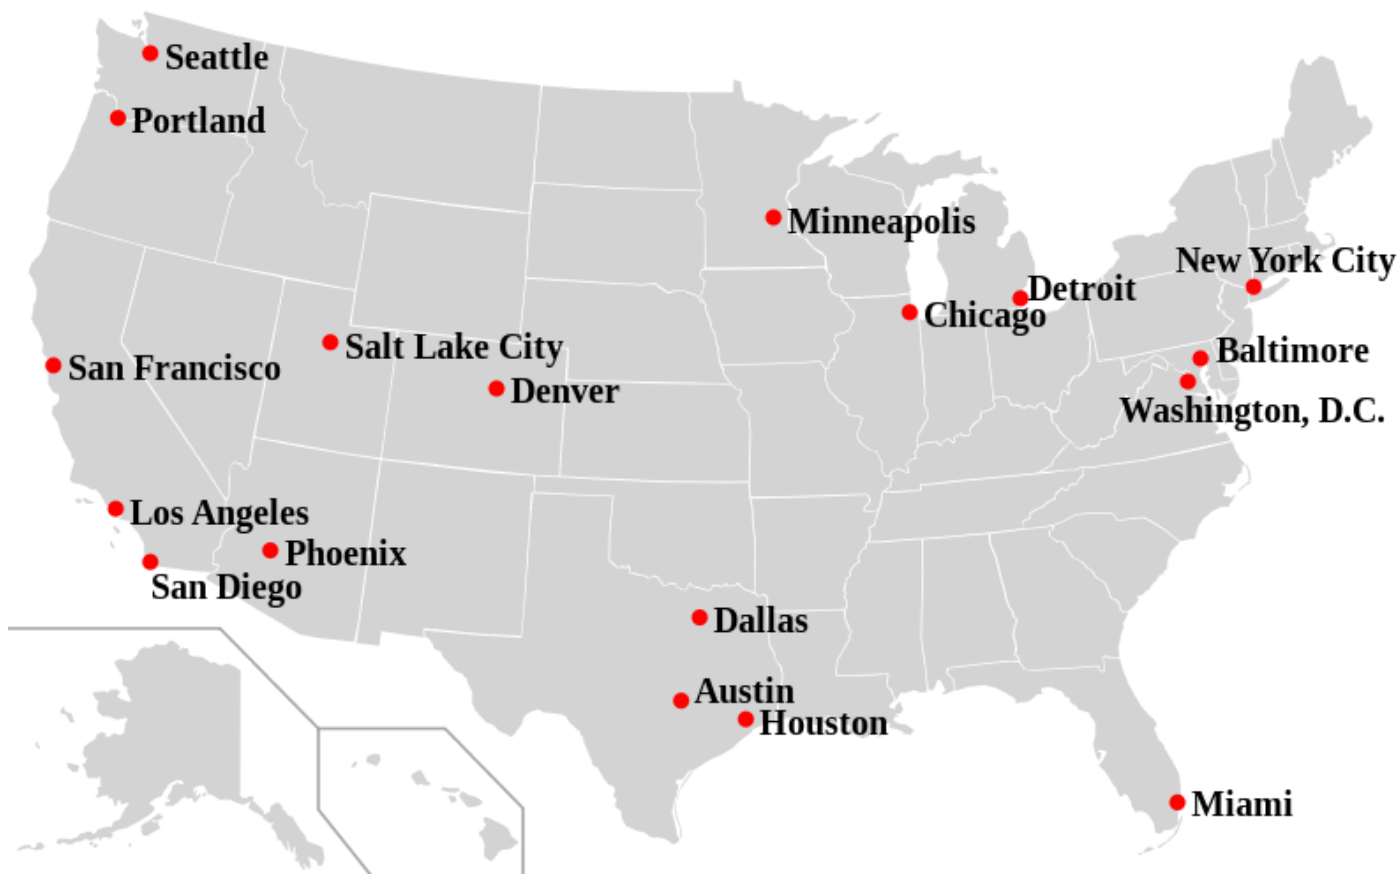 Seattle
Portland
Minneapolis
New York City
Detroit
Chicago
Salt Lake City
Baltimore
San Francisco
Denver
Washington, D.C.
Los Angeles
Phoenix
San Diego
Dallas
Austin
Houston
Miami